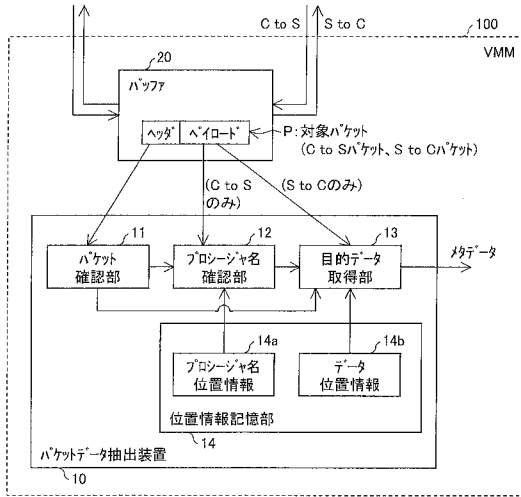 C to S
S to C
100
VMM
20
バッファ
ヘッダ
ペイロード
P:対象パケット
(C to Sパケット、S to Cパケット)
(C to S
のみ)
(S to Cのみ)
11
パケット
確認部
12
プロシージャ名
確認部
13
目的データ
取得部
メタデータ
14a
プロシージャ名
位置情報
14b
データ
位置情報
位置情報記憶部
14
パケットデータ抽出装置
10